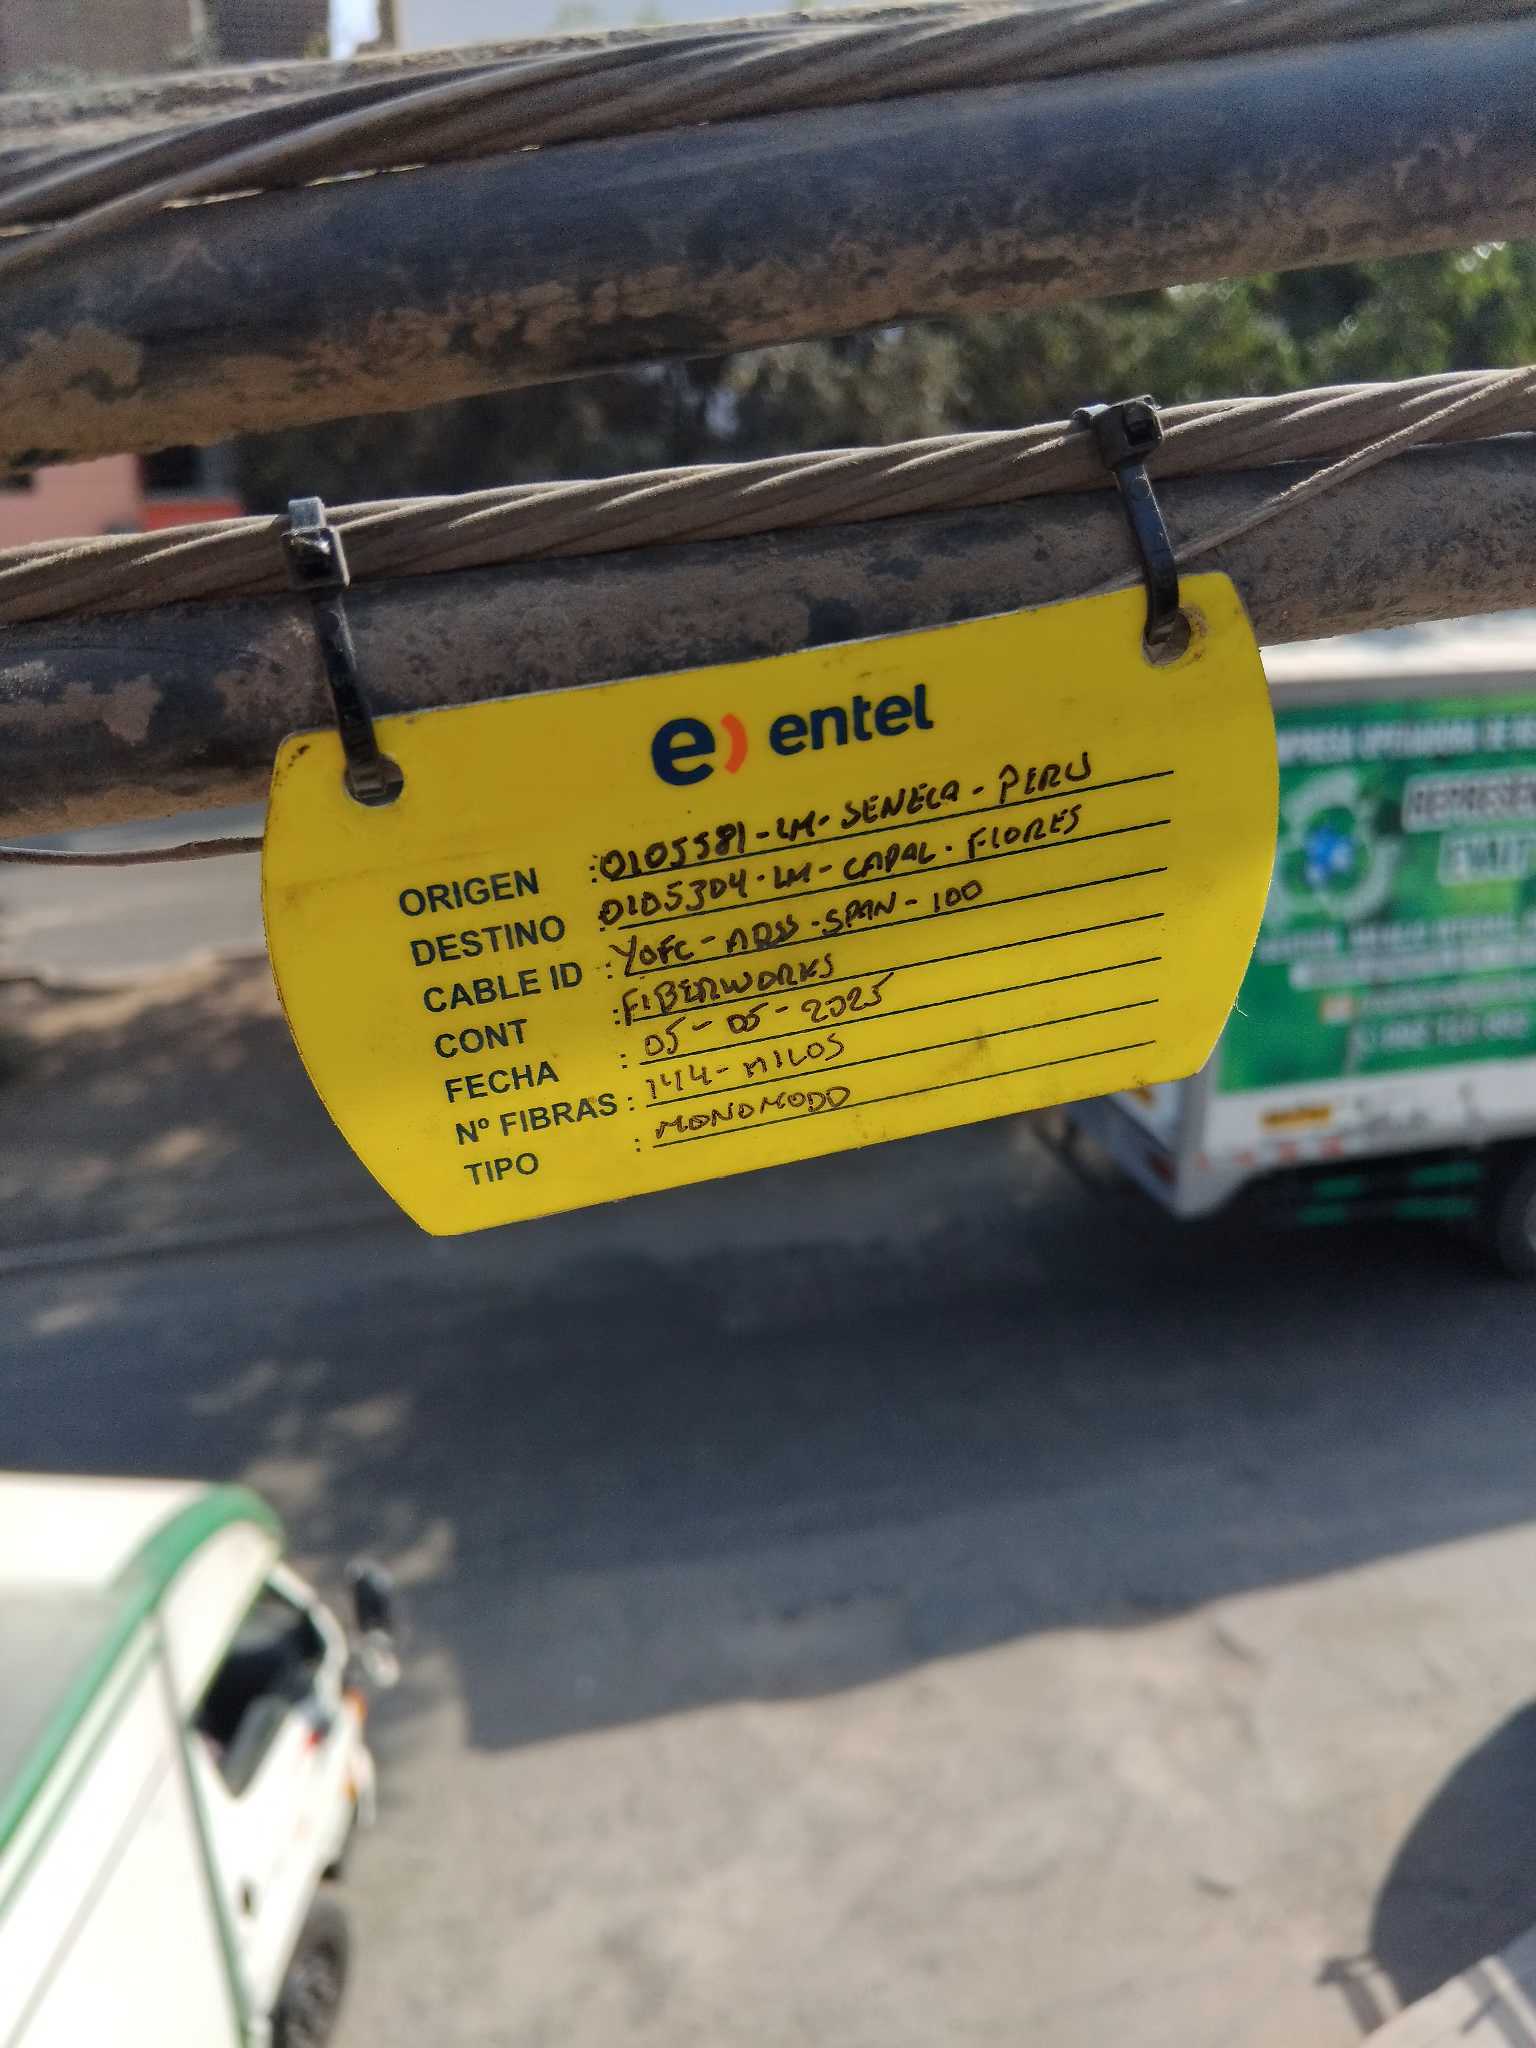 e) entel
ORIGEN : 0105581-LM-SENECA-PERU
DESTINO : 0105304-LM-CAPAL-FLORES
CABLE ID : YOFC-ADSS-SPAN-100
CONT : FIBERWORKS
FECHA : 05-05-2025
Nº FIBRAS : 144-HILOS
TIPO : MONOMODO